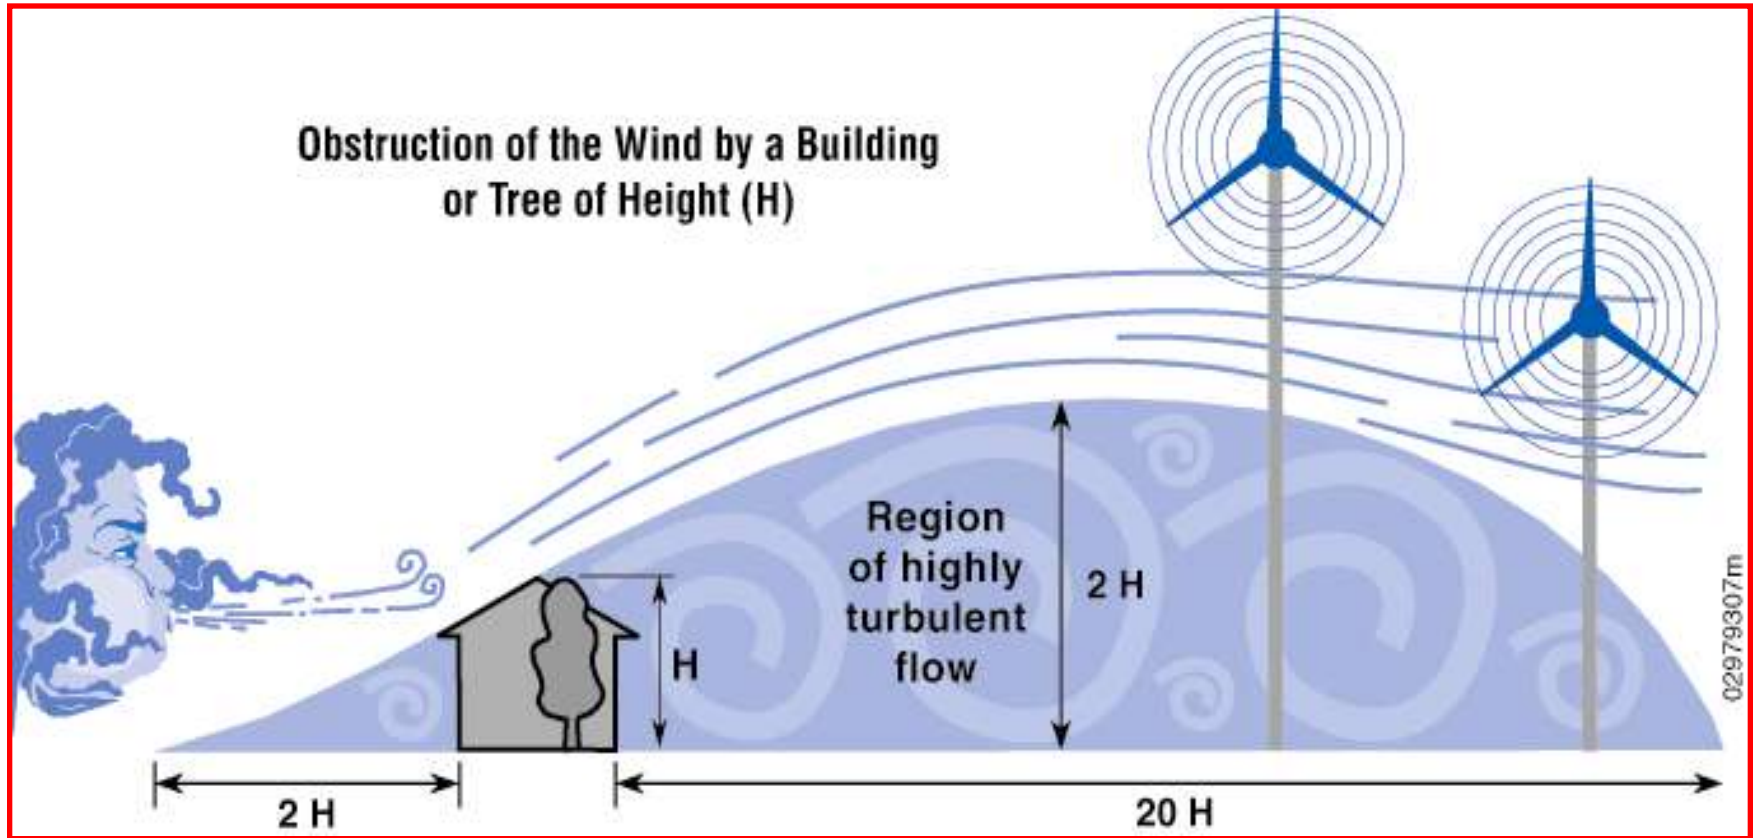 Obstruction of the Wind by a Building
or Tree of Height (H)
Region
of highly
turbulent
flow
2 H
H
2 H
20 H
02979307m